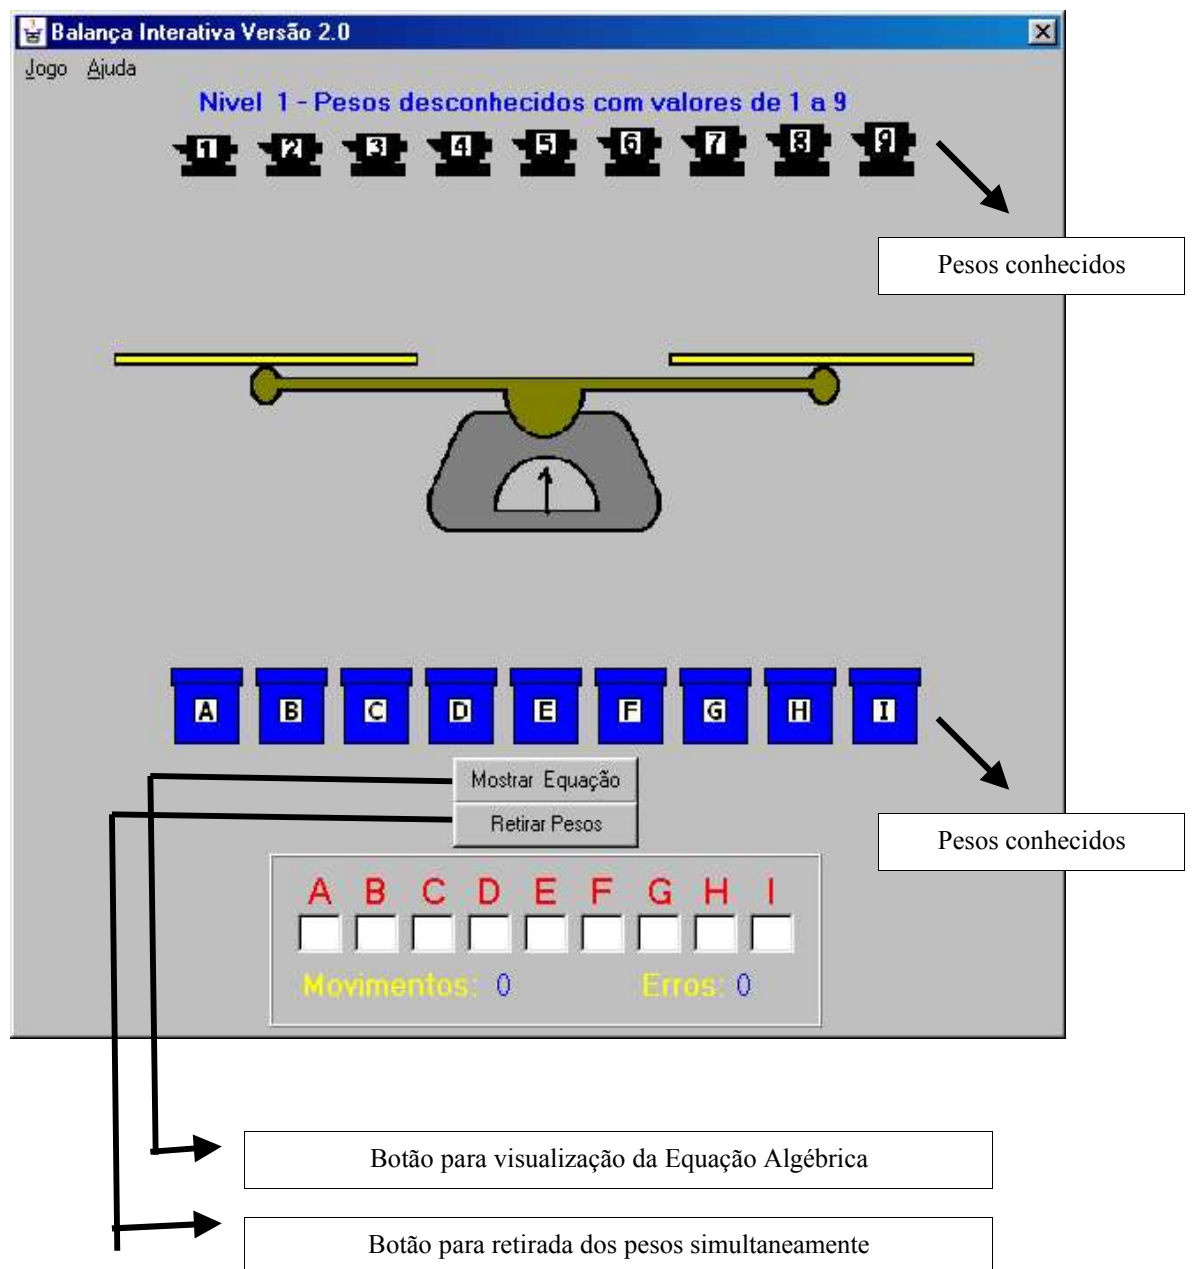 Balança Interativa Versão 2.0
Jogo Ajuda
Nivel 1 - Pesos desconhecidos com valores de 1 a 9
1 2 3 4 5 6 7 8 9
Pesos conhecidos
A B C D E F G H I
Mostrar Equação
Retirar Pesos
Pesos conhecidos
A B C D E F G H I
Movimentos: 0 Erros: 0
Botão para visualização da Equação Algébrica
Botão para retirada dos pesos simultaneamente